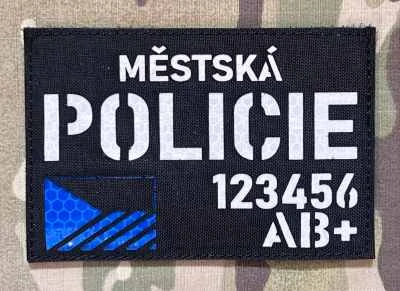 MĚSTSKÁ
POLICIE
123456
AB+